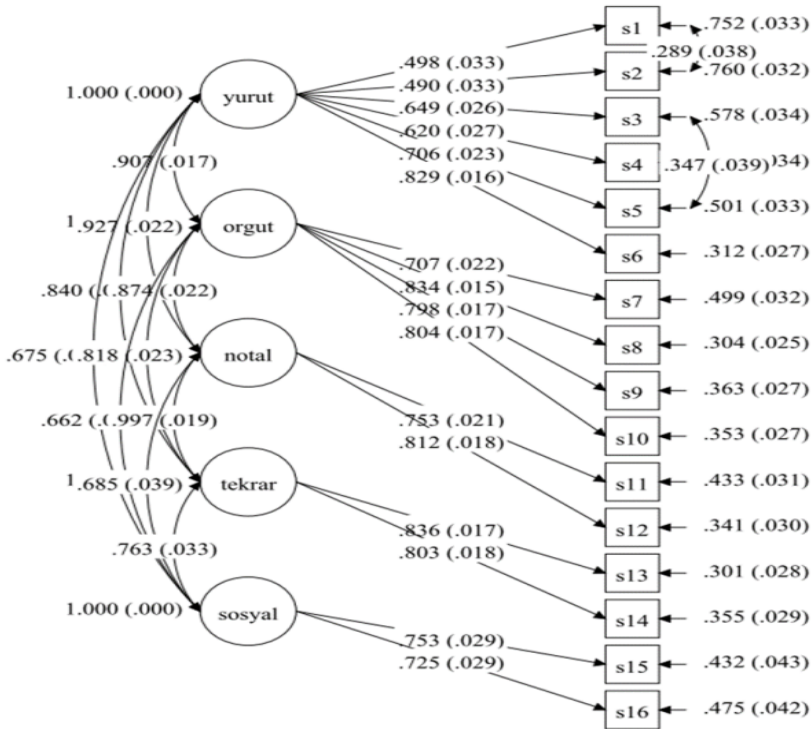 s1
.752 (.033)
.289 (.038)
.498 (.033)
s2
.760 (.032)
1.000 (.000)
yurut
.490 (.033)
.649 (.026)
s3
.578 (.034)
.620 (.027)
.706 (.023)
s4
.347 (.039)
.829 (.016)
.907 (.017)
s5
.501 (.033)
.927 (.022)
orgut
s6
.312 (.027)
.707 (.022)
s7
.499 (.032)
.834 (.015)
.840
.874 (.022)
.798 (.017)
.804 (.017)
s8
.304 (.025)
.675
.818 (.023)
notal
s9
.363 (.027)
.662
.997 (.019)
.753 (.021)
s10
.353 (.027)
.812 (.018)
.685 (.039)
tekrar
s11
.433 (.031)
s12
.341 (.030)
.836 (.017)
.763 (.033)
.803 (.018)
s13
.301 (.028)
1.000 (.000)
sosyal
s14
.355 (.029)
.753 (.029)
.725 (.029)
s15
.432 (.043)
s16
.475 (.042)